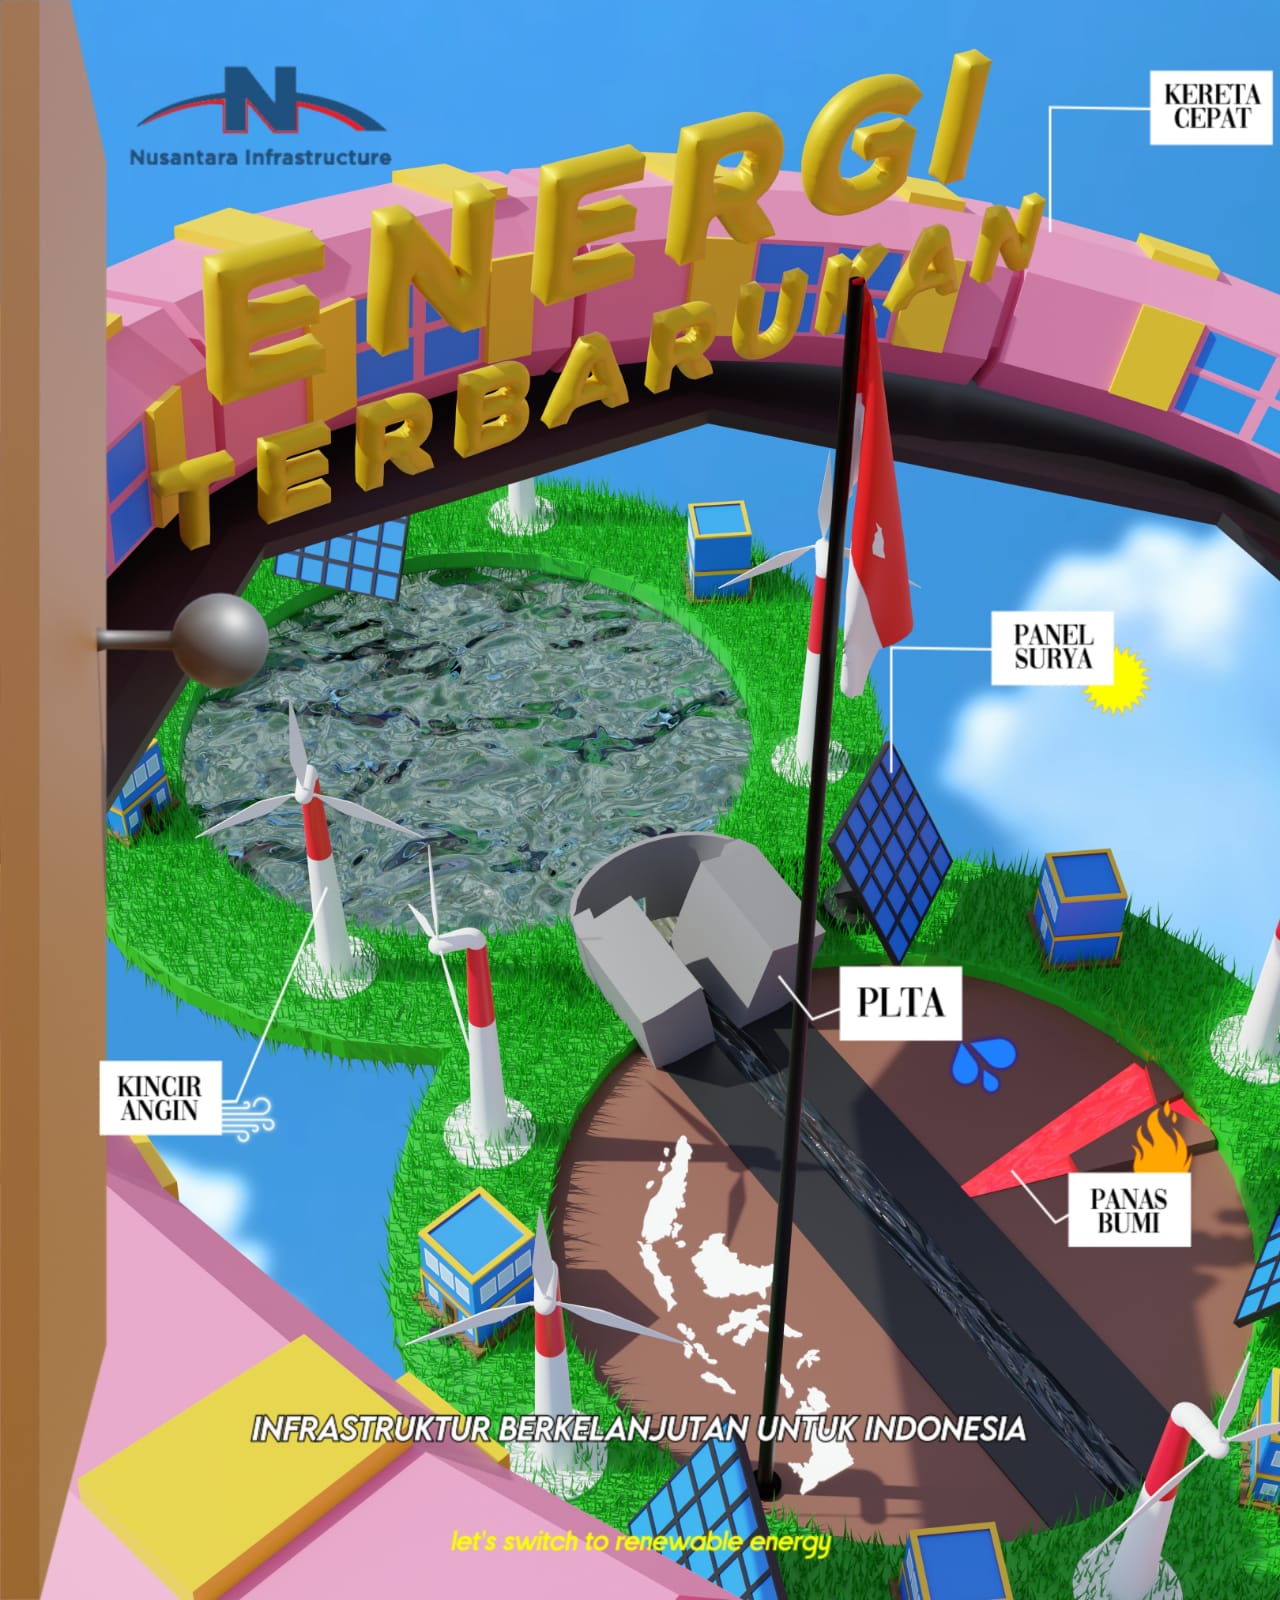 Nusantara Infrastructure
ENERGI
TERBARUKAN
KERETA
CEPAT
PANEL
SURYA
PLTA
KINCIR
ANGIN
PANAS
BUMI
INFRASTRUKTUR BERKELANJUTAN UNTUK INDONESIA
let's switch to renewable energy